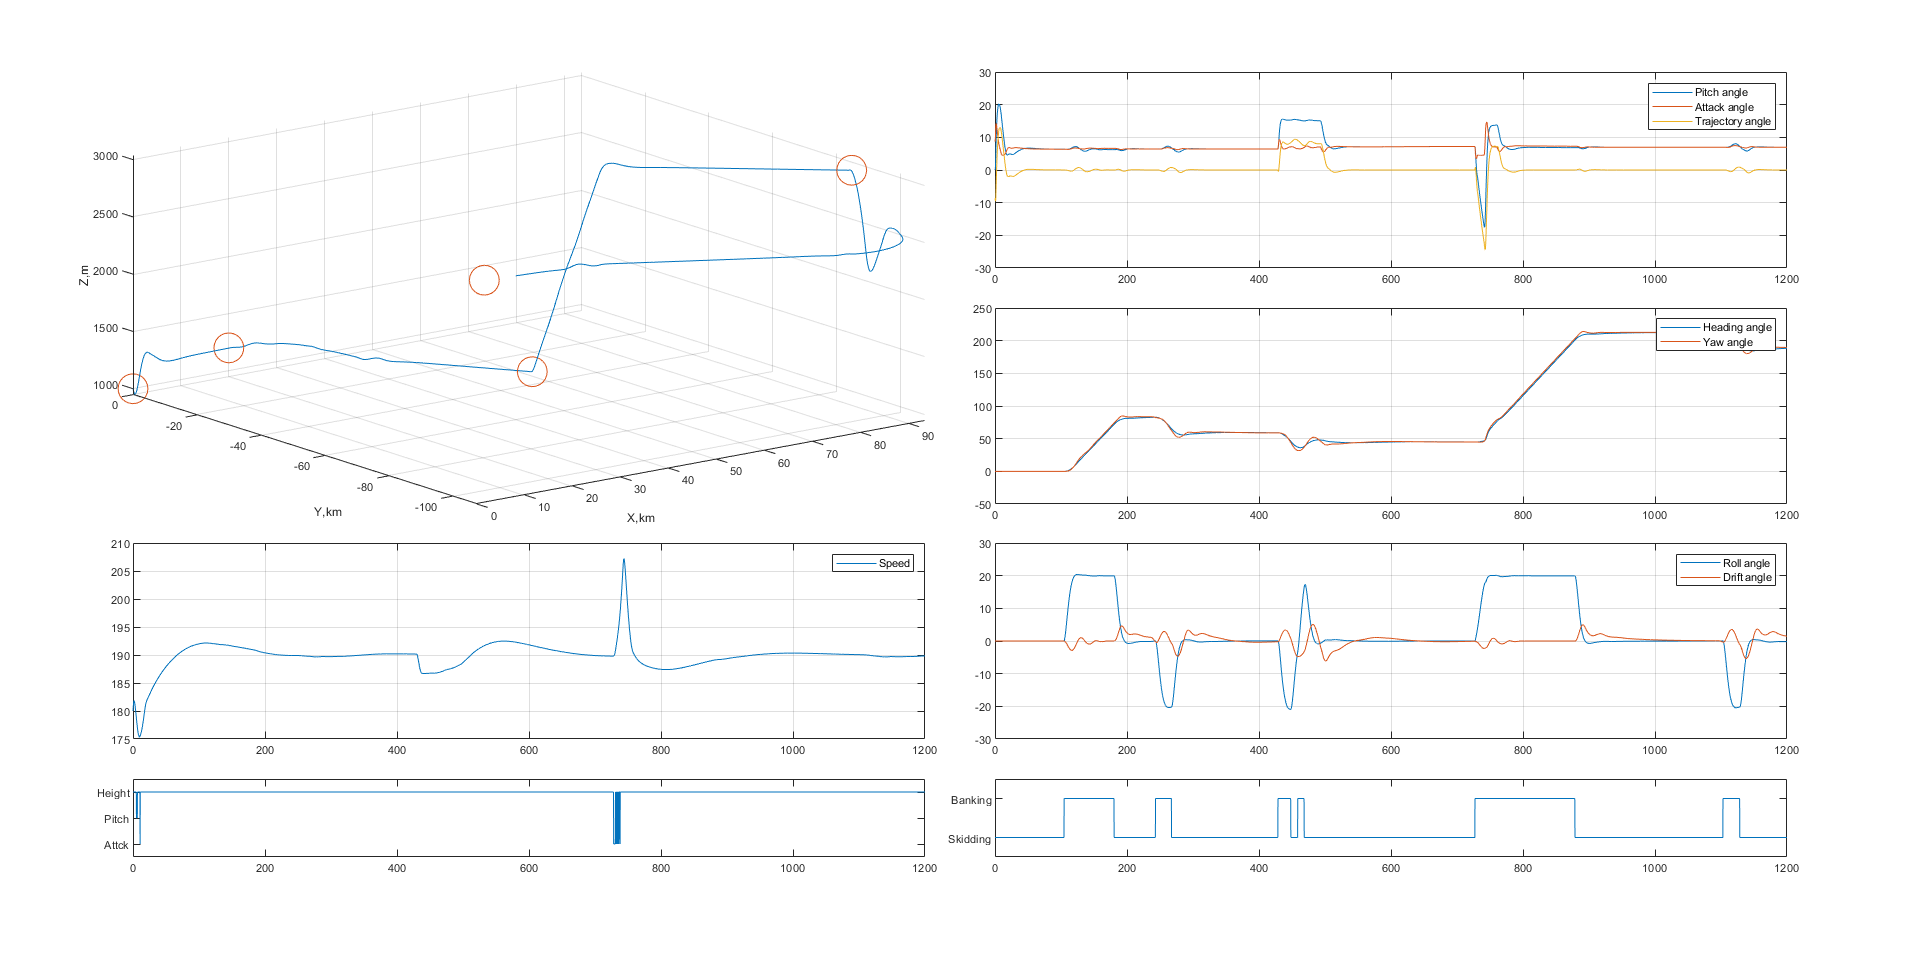 3000
2500
2000
1500
1000
0
Z,m
-20
-40
-60
-80
-100
Y,km
0
10
20
30
40
50
60
70
80
90
X,km
30
20
10
0
-10
-20
-30
0 200 400 600 800 1000 1200
Pitch angle
Attack angle
Trajectory angle
250
200
150
100
50
0
-50
0 200 400 600 800 1000 1200
Heading angle
Yaw angle
210
205
200
195
190
185
180
175
0 200 400 600 800 1000 1200
Speed
30
20
10
0
-10
-20
-30
0 200 400 600 800 1000 1200
Roll angle
Drift angle
Height
Pitch
Attck
0 200 400 600 800 1000 1200
Banking
Skidding
0 200 400 600 800 1000 1200